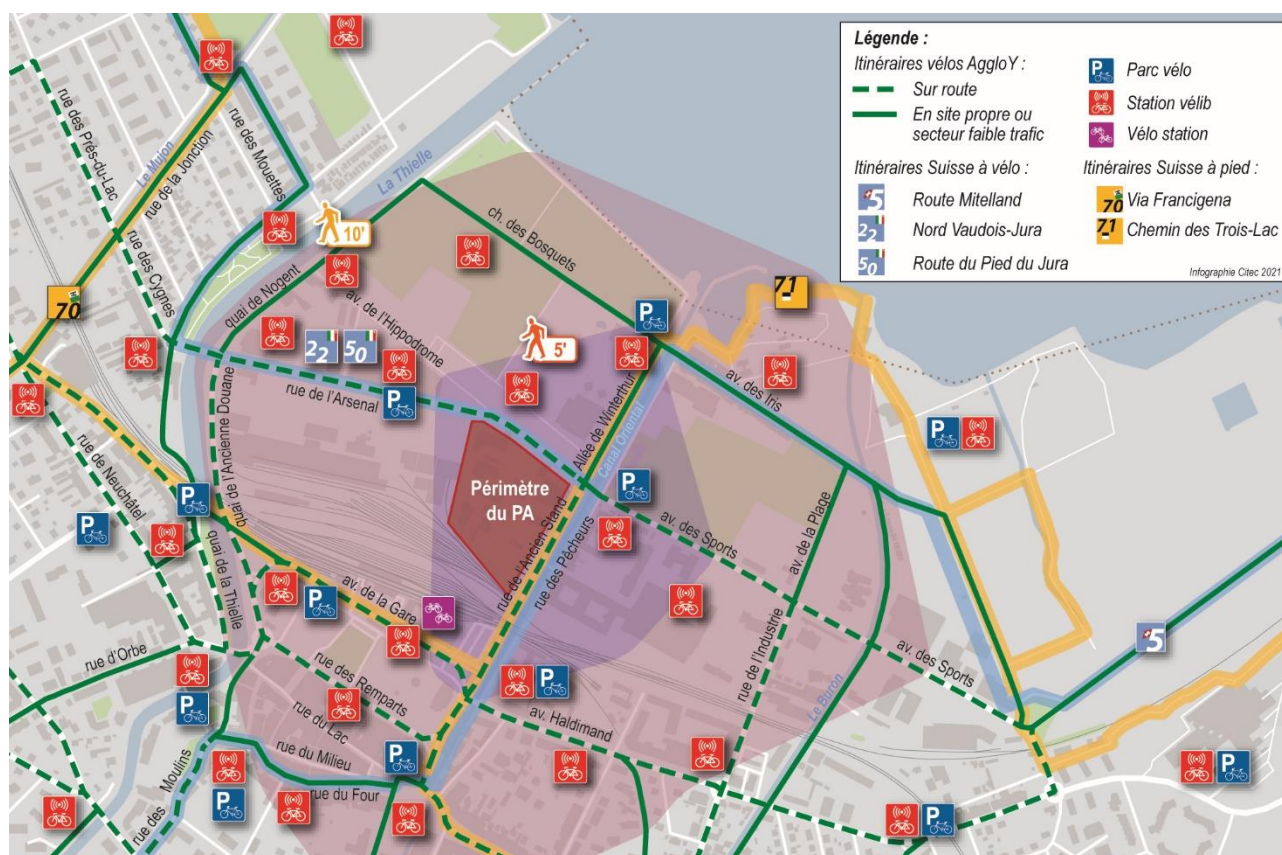 Légende :
Itinéraires vélos AggloY :
Sur route
En site propre ou
secteur faible trafic
Parc vélo
Station vélib
Vélo station
Itinéraires Suisse à vélo :
5 Route Mitelland
22 Nord Vaudois-Jura
50 Route du Pied du Jura
Itinéraires Suisse à pied :
70 Via Francigena
71 Chemin des Trois-Lac
Infographie Citec 2021
rue des Prés-du-Lac
Le Mujon
rue de la Jonction
rue des Mouettes
La Thielle
rue des Cygnes
10'
quai de Nogent
ch. des Bosquets
70
71
av. de l'Hippodrome
22
50
5'
rue de l'Arsenal
Allée de Winterthur
Canal Oriental
av. des Iris
quai de l'Ancienne Douane
rue de Neuchâtel
Périmètre
du PA
av. des Sports
av. de la Plage
rue de l'Ancien Stand
rue des Pêcheurs
quai de la Thielle
av. de la Gare
5
rue d'Orbe
rue des Remparts
rue de l'Industrie
Le Buron
av. des Sports
rue du Lac
av. Haldimand
rue du Milieu
rue des Moulins
rue du Four
P
P
P
P
P
P
P
P
P
P
P
P
P